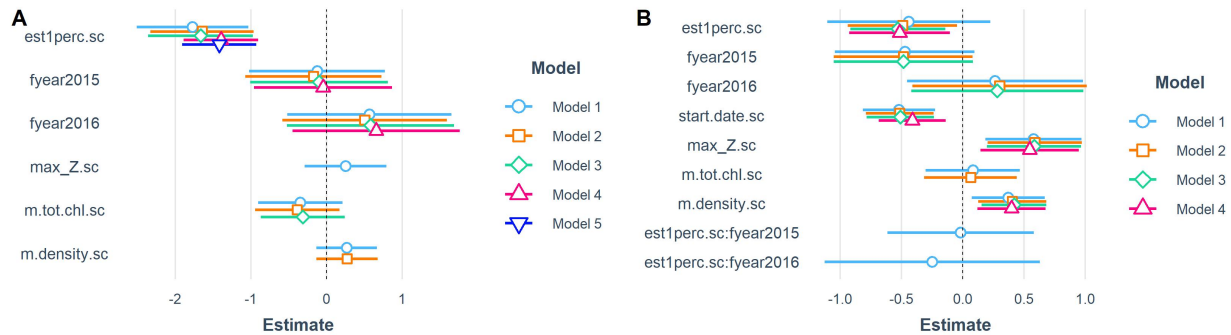 A
est1perc.sc
fyear2015
fyear2016
max_Z.sc
m.tot.chl.sc
m.density.sc
-2
-1
0
1
Estimate
Model
Model 1
Model 2
Model 3
Model 4
Model 5
B
est1perc.sc
fyear2015
fyear2016
start.date.sc
max_Z.sc
m.tot.chl.sc
m.density.sc
est1perc.sc:fyear2015
est1perc.sc:fyear2016
-1.0
-0.5
0.0
0.5
1.0
Estimate
Model
Model 1
Model 2
Model 3
Model 4